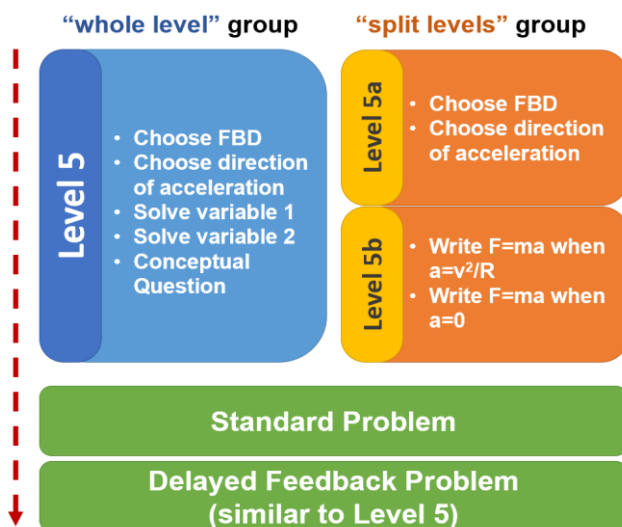 “whole level” group
Level 5
• Choose FBD
• Choose direction
of acceleration
• Solve variable 1
• Solve variable 2
• Conceptual
Question
“split levels” group
Level 5a
• Choose FBD
• Choose direction
of acceleration
Level 5b
• Write F=ma when
a=v²/R
• Write F=ma when
a=0
Standard Problem
Delayed Feedback Problem
(similar to Level 5)